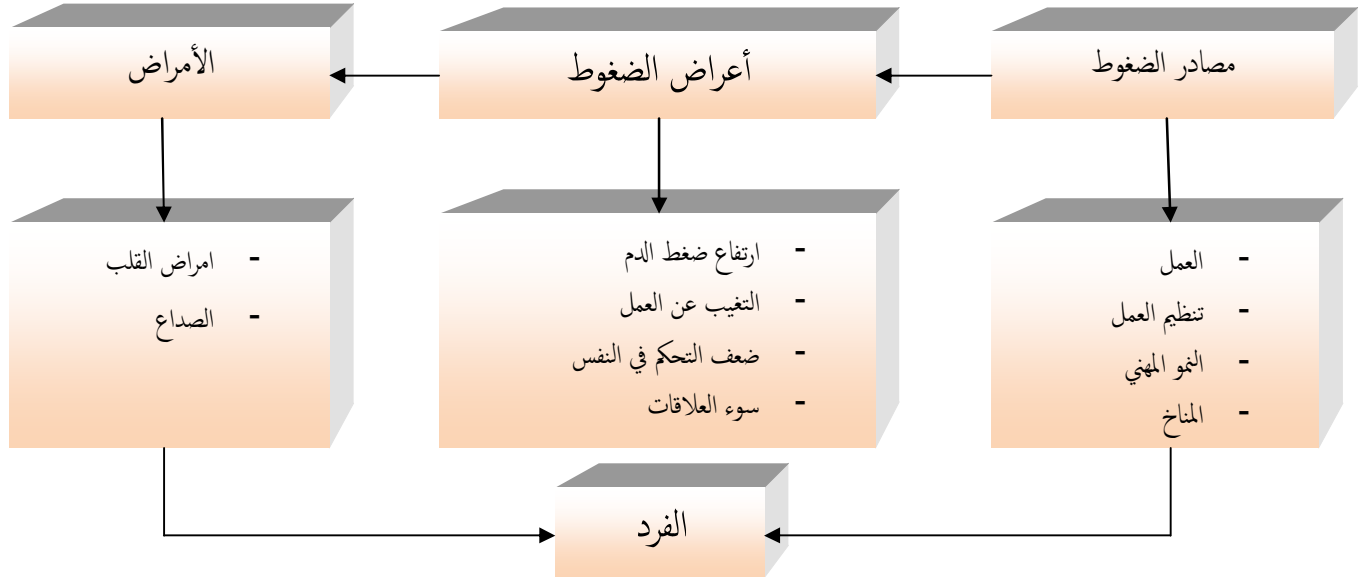 مصادر الضغوط
أعراض الضغوط
الأمراض
- العمل
- تنظيم العمل
- النمو المهني
- المناخ
- ارتفاع ضغط الدم
- التغيب عن العمل
- ضعف التحكم في النفس
- سوء العلاقات
- امراض القلب
- الصداع
الفرد